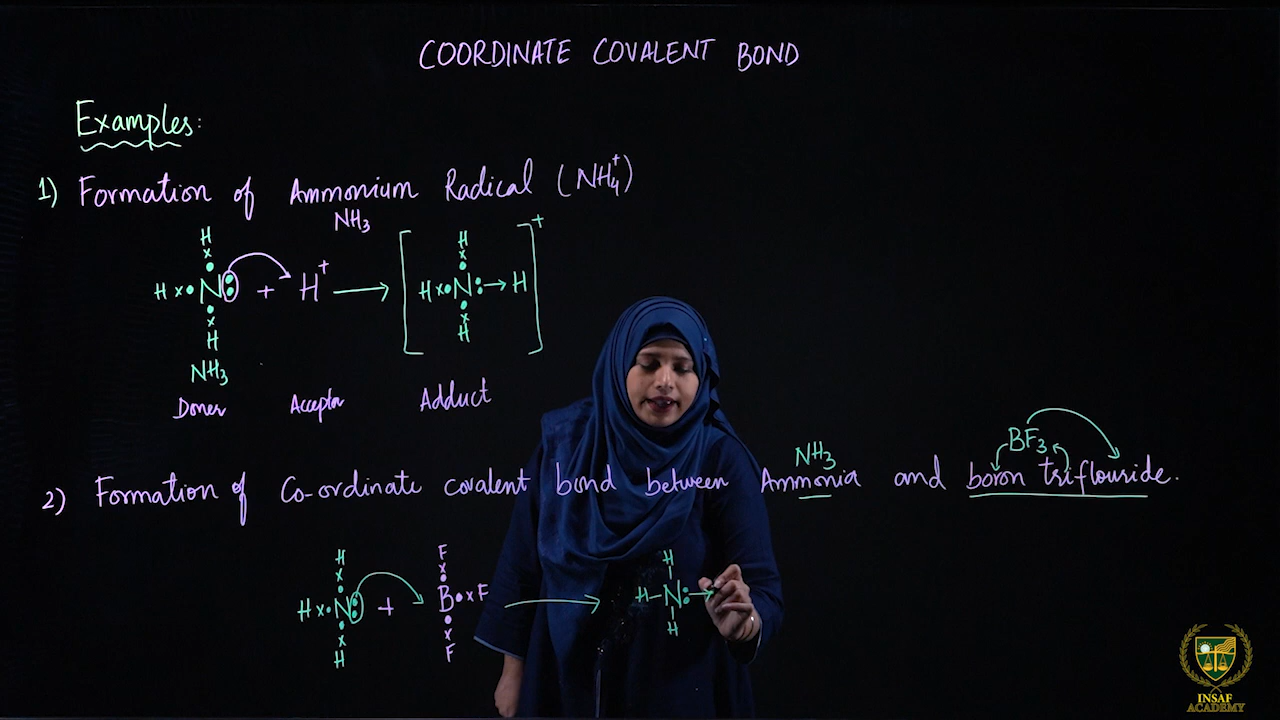 COORDINATE COVALENT BOND
Examples:
1) Formation of Ammonium Radical (NH₄⁺)
NH₃
H
H x• N •• + H⁺ → [H x• N : → H]⁺
H
NH₃
H
H
H
Doner Acceptor Adduct
NH₃ BF₃
2) Formation of Co-ordinate covalent bond between Ammonia and boron triflouride.
H F H
H x• N •• + B •x F → H – N : →
H F H
INSAF
ACADEMY